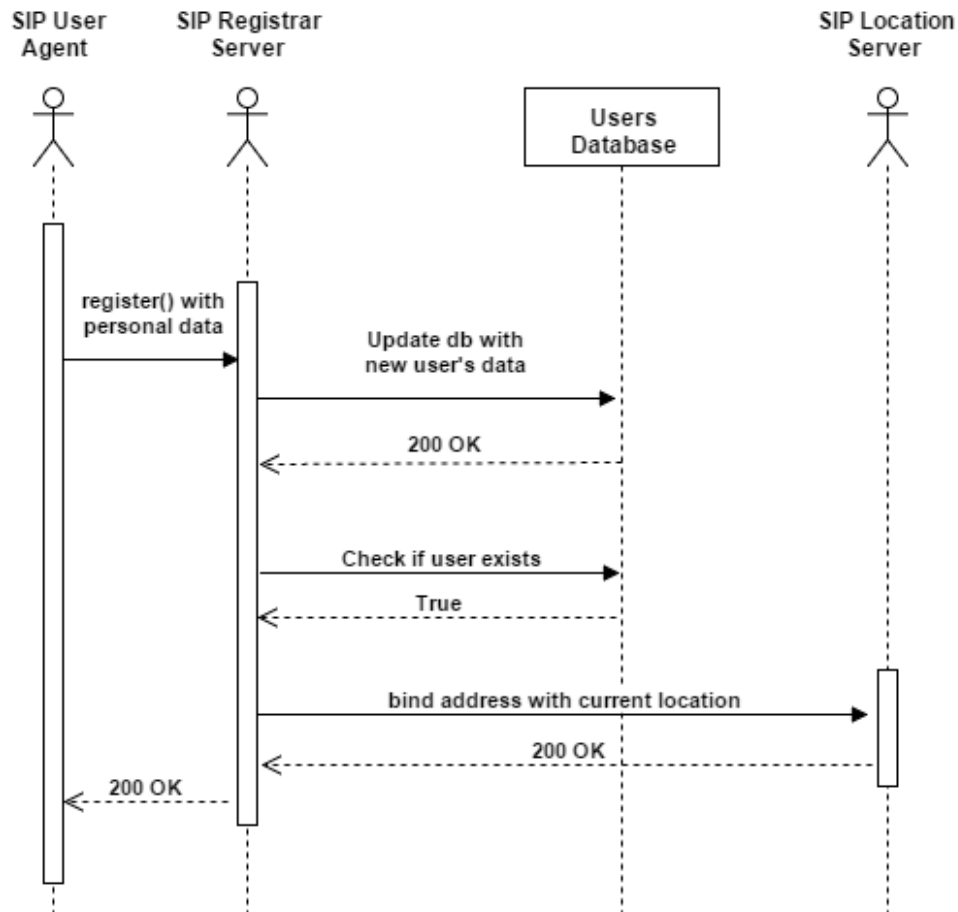 SIP User
Agent
SIP Registrar
Server
SIP Location
Server
Users
Database
register() with
personal data
Update db with
new user's data
200 OK
Check if user exists
True
bind address with current location
200 OK
200 OK